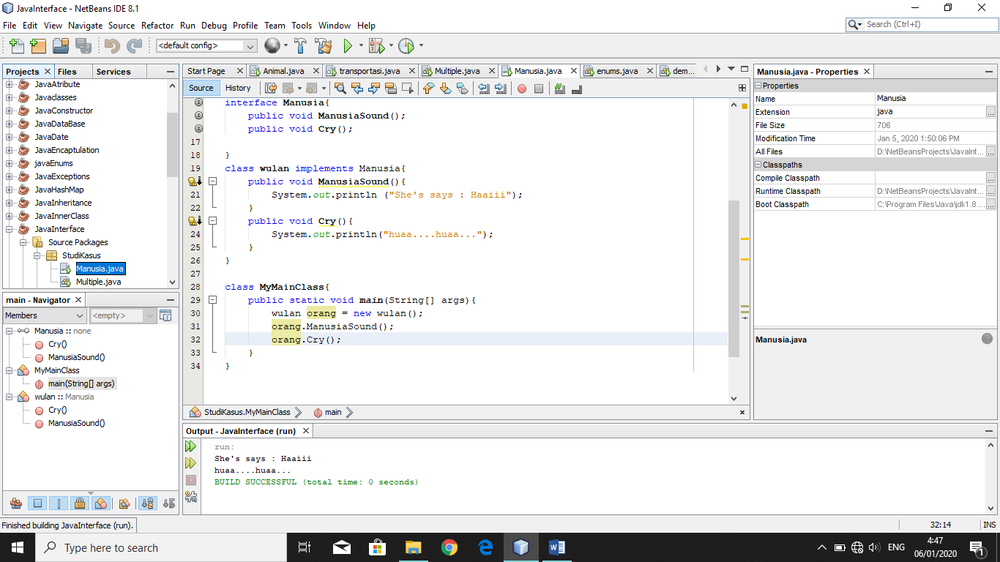 JavaInterface - NetBeans IDE 8.1
File Edit View Navigate Source Refactor Run Debug Profile Team Tools Window Help
Search (Ctrl+I)
<default config>
Projects Files Services
JavaAtribute
Javaclasses
JavaConstructor
JavaDataBase
JavaDate
JavaEncaptulation
javaEnums
JavaExceptions
JavaHashMap
JavaInheritance
JavaInnerClass
JavaInterface
Source Packages
StudiKasus
Manusia.java
Multiple.java
main - Navigator
Members <empty>
Manusia :: none
Cry()
ManusiaSound()
MyMainClass
main(String[] args)
wulan :: Manusia
Cry()
ManusiaSound()
Start Page Animal.java transportasi.java Multiple.java Manusia.java enums.java dem...
Source History
interface Manusia{
public void ManusiaSound();
public void Cry();
17
18 }
19 class wulan implements Manusia{
public void ManusiaSound(){
21 System.out.println ("She's says : Haaiii");
22 }
public void Cry(){
24 System.out.println("huaa....huaa...");
25 }
26 }
27
28 class MyMainClass{
29 public static void main(String[] args){
30 wulan orang = new wulan();
31 orang.ManusiaSound();
32 orang.Cry();
33 }
34 }
StudiKasus.MyMainClass main
Output - JavaInterface (run)
run:
She's says : Haaiii
huaa....huaa...
BUILD SUCCESSFUL (total time: 0 seconds)
Manusia.java - Properties
Properties
Name Manusia
Extension java
File Size 706
Modification Time Jan 5, 2020 1:50:06 PM
All Files D:\NetBeansProjects\JavaInt...
Classpaths
Compile Classpath
Runtime Classpath D:\NetBeansProjects\JavaInt...
Boot Classpath C:\Program Files\Java\jdk1.8....
Manusia.java
Finished building JavaInterface (run).
32:14 INS
Type here to search
ENG
4:47
06/01/2020
1